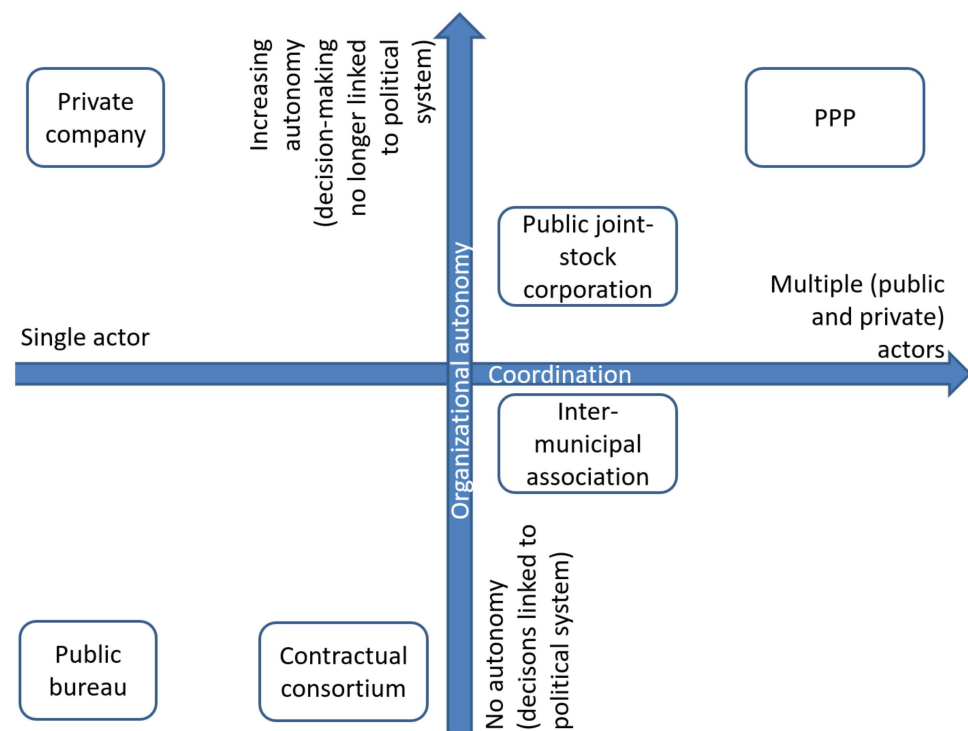 Increasing
autonomy
(decision-making
no longer linked
to political
system)
Private
company
PPP
Public joint-
stock
corporation
Multiple (public
and private)
actors
Single actor
Organizational autonomy
Coordination
Inter-
municipal
association
No autonomy
(decisons linked to
political system)
Public
bureau
Contractual
consortium